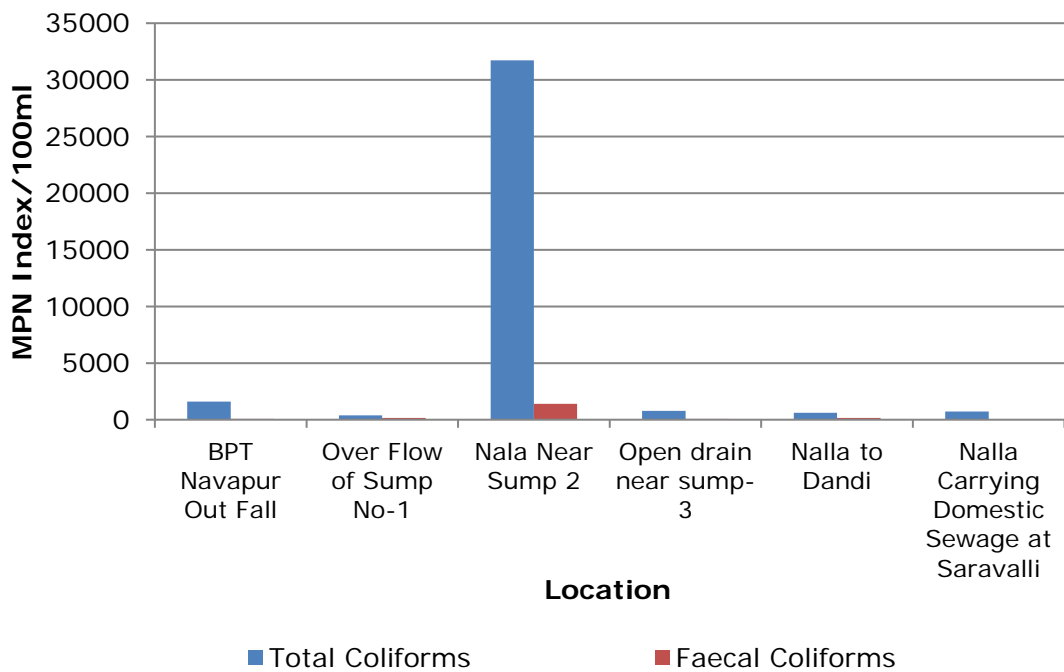 MPN Index/100ml
35000
30000
25000
20000
15000
10000
5000
0
BPT
Navapur
Out Fall
Over Flow
of Sump
No-1
Nala Near
Sump 2
Open drain
near sump-
3
Nalla to
Dandi
Nalla
Carrying
Domestic
Sewage at
Saravalli
Location
Total Coliforms
Faecal Coliforms